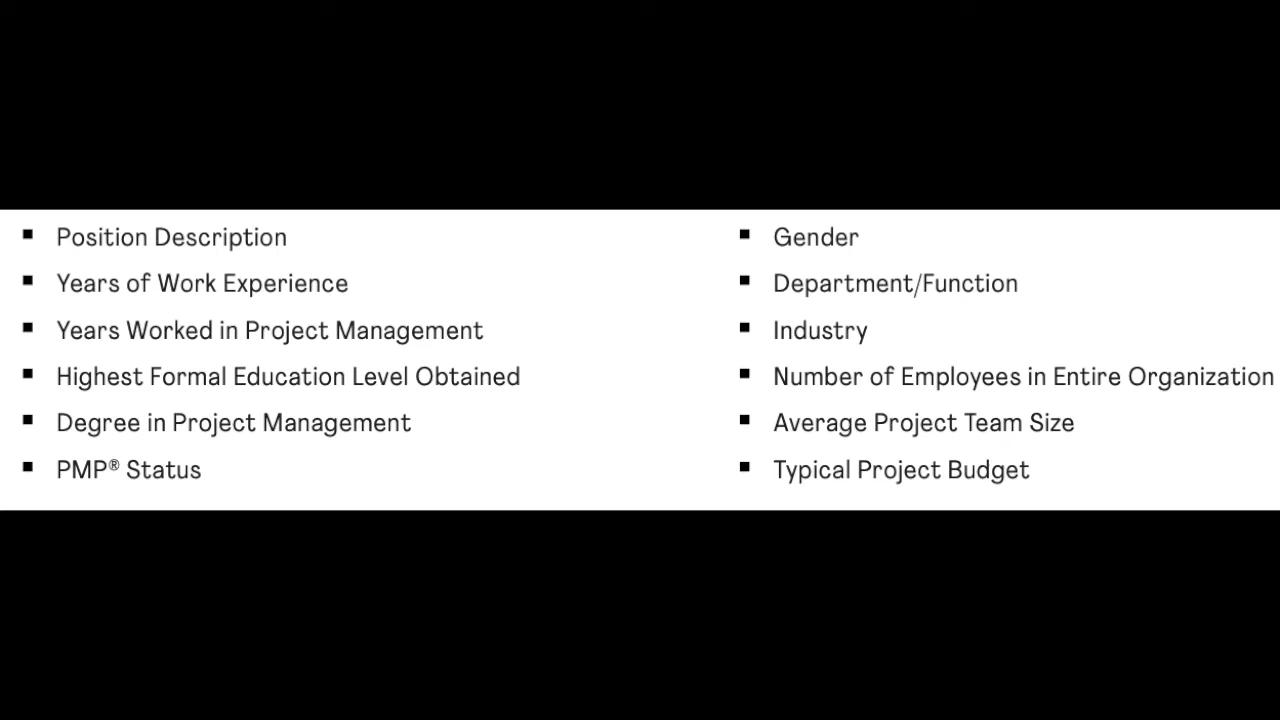 Position Description
Years of Work Experience
Years Worked in Project Management
Highest Formal Education Level Obtained
Degree in Project Management
PMP® Status
Gender
Department/Function
Industry
Number of Employees in Entire Organization
Average Project Team Size
Typical Project Budget